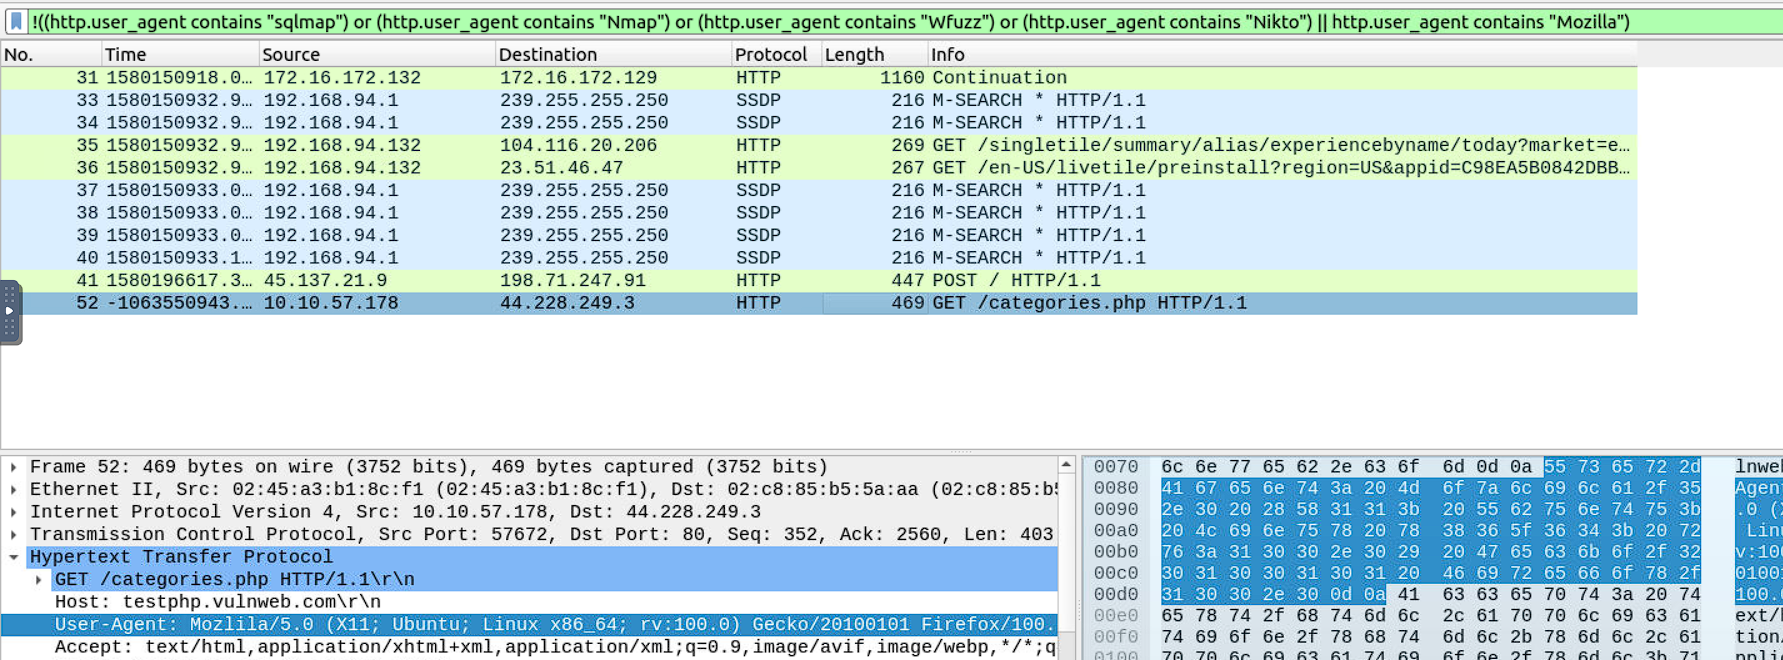 !((http.user_agent contains "sqlmap") or (http.user_agent contains "Nmap") or (http.user_agent contains "Wfuzz") or (http.user_agent contains "Nikto") || http.user_agent contains "Mozilla")
No. Time Source Destination Protocol Length Info
31 1580150918.0… 172.16.172.132 172.16.172.129 HTTP 1160 Continuation
33 1580150932.9… 192.168.94.1 239.255.255.250 SSDP 216 M-SEARCH * HTTP/1.1
34 1580150932.9… 192.168.94.1 239.255.255.250 SSDP 216 M-SEARCH * HTTP/1.1
35 1580150932.9… 192.168.94.132 104.116.20.206 HTTP 269 GET /singletile/summary/alias/experiencebyname/today?market=e…
36 1580150932.9… 192.168.94.132 23.51.46.47 HTTP 267 GET /en-US/livetile/preinstall?region=US&appid=C98EA5B0842DBB…
37 1580150933.0… 192.168.94.1 239.255.255.250 SSDP 216 M-SEARCH * HTTP/1.1
38 1580150933.0… 192.168.94.1 239.255.255.250 SSDP 216 M-SEARCH * HTTP/1.1
39 1580150933.0… 192.168.94.1 239.255.255.250 SSDP 216 M-SEARCH * HTTP/1.1
40 1580150933.1… 192.168.94.1 239.255.255.250 SSDP 216 M-SEARCH * HTTP/1.1
41 1580196617.3… 45.137.21.9 198.71.247.91 HTTP 447 POST / HTTP/1.1
52 -1063550943.… 10.10.57.178 44.228.249.3 HTTP 469 GET /categories.php HTTP/1.1
Frame 52: 469 bytes on wire (3752 bits), 469 bytes captured (3752 bits)
Ethernet II, Src: 02:45:a3:b1:8c:f1 (02:45:a3:b1:8c:f1), Dst: 02:c8:85:b5:5a:aa (02:c8:85:b5
Internet Protocol Version 4, Src: 10.10.57.178, Dst: 44.228.249.3
Transmission Control Protocol, Src Port: 57672, Dst Port: 80, Seq: 352, Ack: 2560, Len: 403
Hypertext Transfer Protocol
GET /categories.php HTTP/1.1\r\n
Host: testphp.vulnweb.com\r\n
User-Agent: Mozlila/5.0 (X11; Ubuntu; Linux x86_64; rv:100.0) Gecko/20100101 Firefox/100.
Accept: text/html,application/xhtml+xml,application/xml;q=0.9,image/avif,image/webp,*/*;q
0070 6c 6e 77 65 62 2e 63 6f 6d 0d 0a 55 73 65 72 2d lnweb
0080 41 67 65 6e 74 3a 20 4d 6f 7a 6c 69 6c 61 2f 35 Agent
0090 2e 30 20 28 58 31 31 3b 20 55 62 75 6e 74 75 3b .0 (X
00a0 20 4c 69 6e 75 78 20 78 38 36 5f 36 34 3b 20 72 Linu
00b0 76 3a 31 30 30 2e 30 29 20 47 65 63 6b 6f 2f 32 v:100
00c0 30 31 30 30 31 30 31 20 46 69 72 65 66 6f 78 2f 01001
00d0 31 30 30 2e 30 0d 0a 41 63 63 65 70 74 3a 20 74 100.0
00e0 65 78 74 2f 68 74 6d 6c 2c 61 70 70 6c 69 63 61 ext/h
00f0 74 69 6f 6e 2f 78 68 74 6d 6c 2b 78 6d 6c 2c 61 tion/
0100 70 70 6c 69 63 61 74 69 6f 6e 2f 78 6d 6c 3b 71 pplic